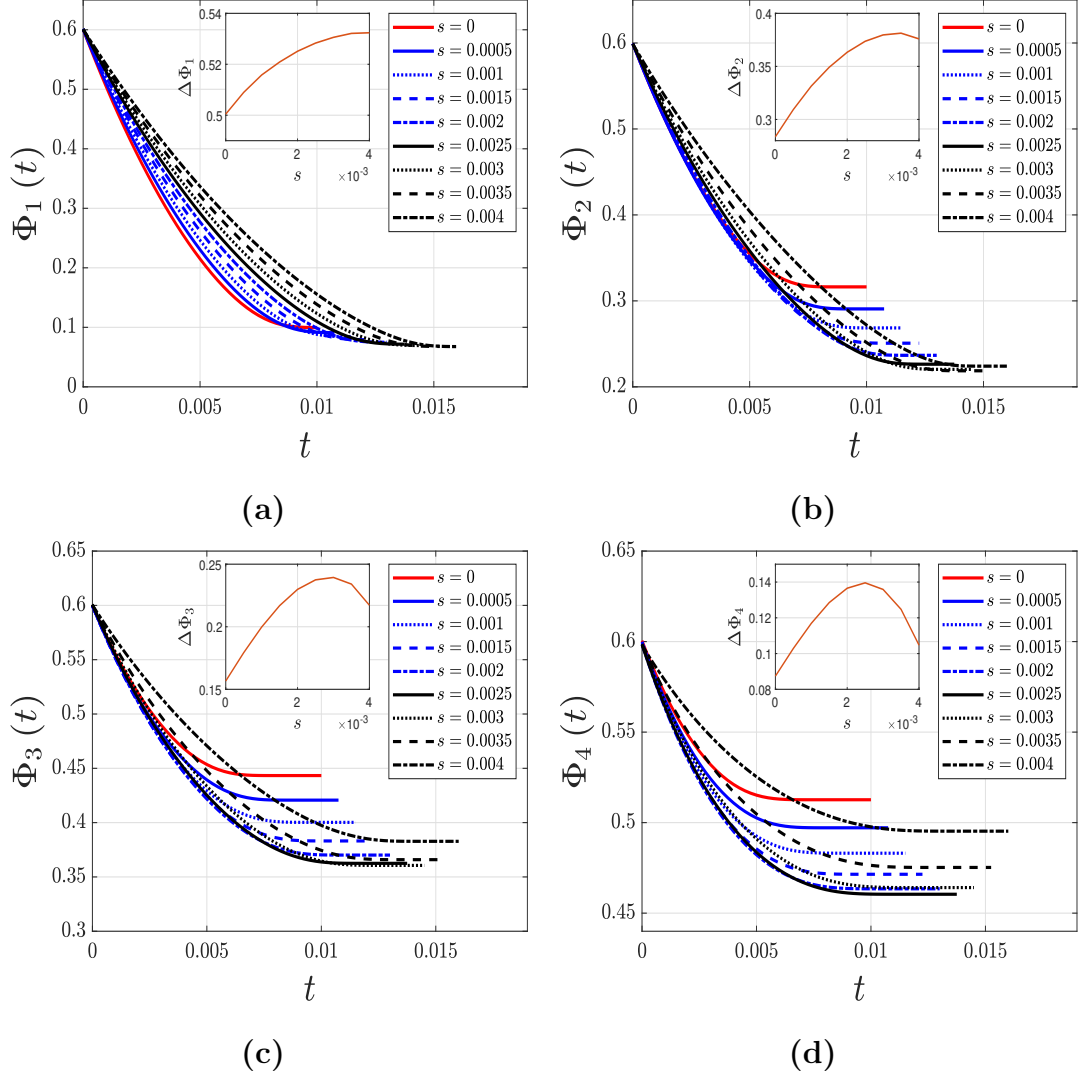 0.6
0.5
0.4
0.3
0.2
0.1
0
0
0.005
0.01
0.015
Φ₁(t)
t
0.54
0.52
0.5
0
2
4
ΔΦ₁
s
×10⁻³
s = 0
s = 0.0005
s = 0.001
s = 0.0015
s = 0.002
s = 0.0025
s = 0.003
s = 0.0035
s = 0.004
(a)
0.6
0.5
0.4
0.3
0.2
0
0.005
0.01
0.015
Φ₂(t)
t
0.4
0.35
0.3
0
2
4
ΔΦ₂
s
×10⁻³
s = 0
s = 0.0005
s = 0.001
s = 0.0015
s = 0.002
s = 0.0025
s = 0.003
s = 0.0035
s = 0.004
(b)
0.65
0.6
0.55
0.5
0.45
0.4
0.35
0.3
0
0.005
0.01
0.015
Φ₃(t)
t
0.25
0.2
0.15
0
2
4
ΔΦ₃
s
×10⁻³
s = 0
s = 0.0005
s = 0.001
s = 0.0015
s = 0.002
s = 0.0025
s = 0.003
s = 0.0035
s = 0.004
(c)
0.65
0.6
0.55
0.5
0.45
0
0.005
0.01
0.015
Φ₄(t)
t
0.14
0.12
0.1
0.08
0
2
4
ΔΦ₄
s
×10⁻³
s = 0
s = 0.0005
s = 0.001
s = 0.0015
s = 0.002
s = 0.0025
s = 0.003
s = 0.0035
s = 0.004
(d)